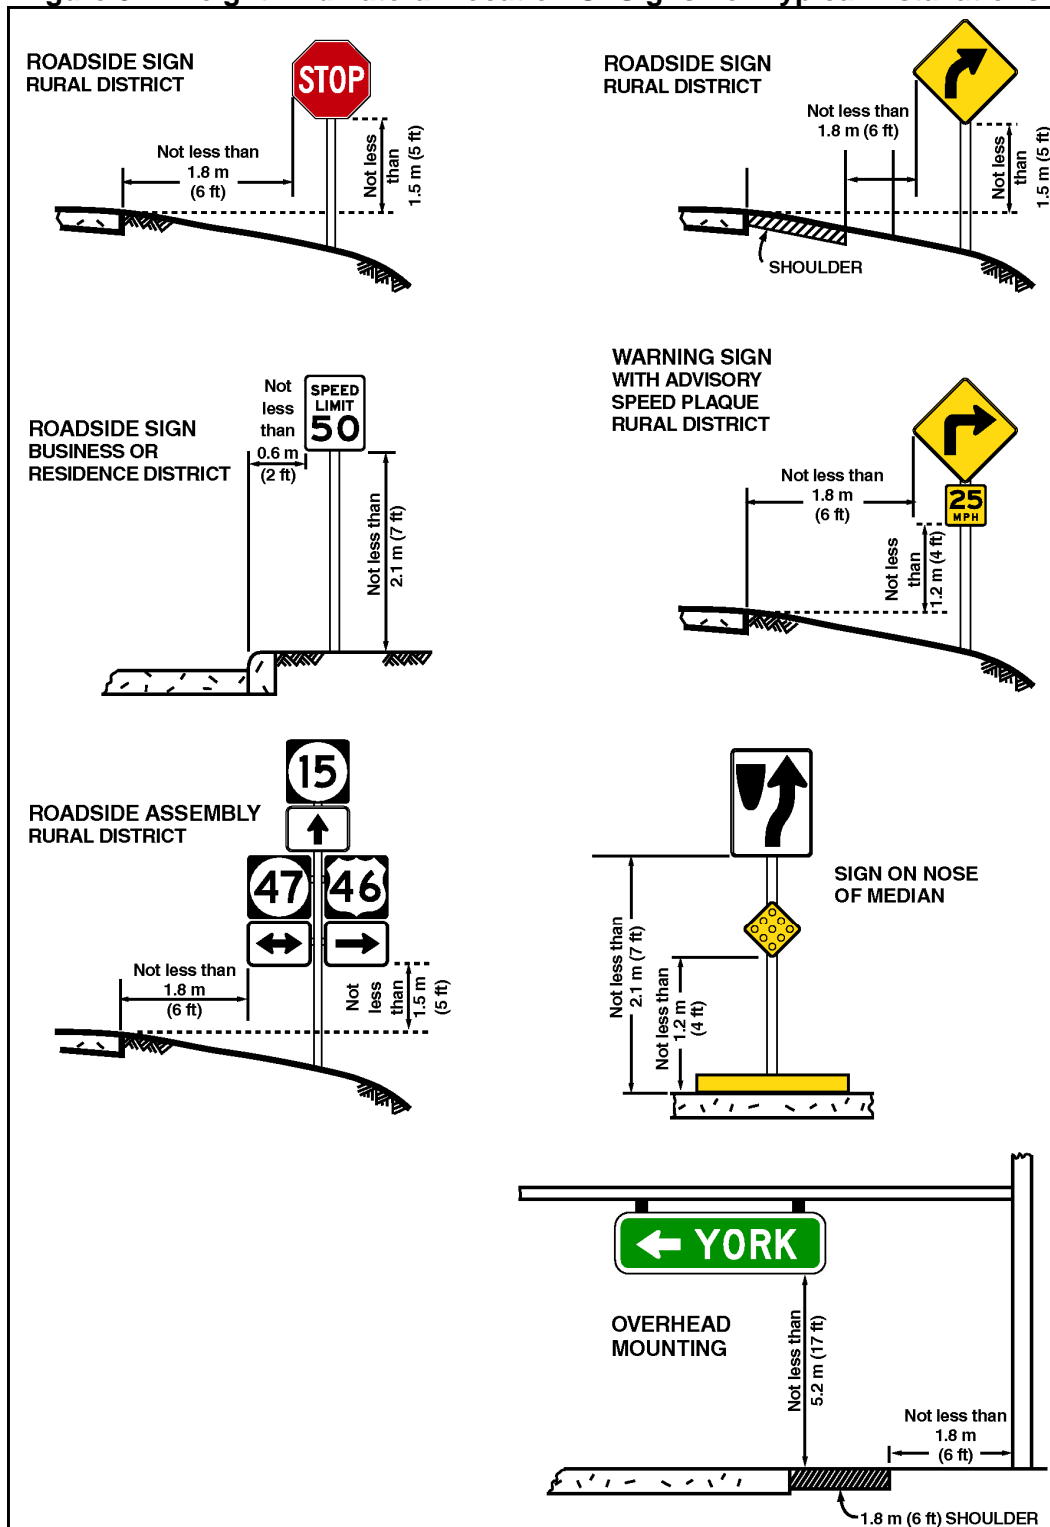 ROADSIDE SIGN
RURAL DISTRICT
STOP
Not less than
1.8 m
(6 ft)
Not less
than
1.5 m (5 ft)
ROADSIDE SIGN
RURAL DISTRICT
Not less than
1.8 m (6 ft)
Not less
than
1.5 m (5 ft)
SHOULDER
ROADSIDE SIGN
BUSINESS OR
RESIDENCE DISTRICT
Not
less
than
0.6 m
(2 ft)
SPEED
LIMIT
50
Not less than
2.1 m (7 ft)
WARNING SIGN
WITH ADVISORY
SPEED PLAQUE
RURAL DISTRICT
Not less than
1.8 m
(6 ft)
25
MPH
Not less
than
1.2 m (4 ft)
ROADSIDE ASSEMBLY
RURAL DISTRICT
15
47
46
Not less than
1.8 m
(6 ft)
Not
less
than
1.5 m
(5 ft)
SIGN ON NOSE
OF MEDIAN
Not less than
2.1 m (7 ft)
Not less than
1.2 m
(4 ft)
YORK
OVERHEAD
MOUNTING
Not less than
5.2 m (17 ft)
Not less than
1.8 m
(6 ft)
1.8 m (6 ft) SHOULDER